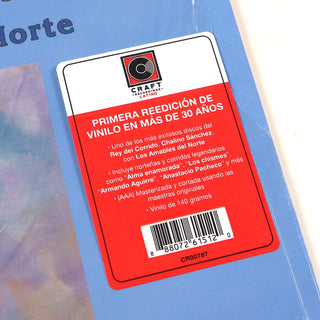 Norte
CRAFT
RECORDINGS
LATINO
PRIMERA REEDICIÓN DE
VINILO EN MÁS DE 30 AÑOS
• Uno de los más exitosos discos del
Rey del Corrido, Chalino Sánchez,
con Los Amables del Norte
• Incluye norteñas y corridos legendarios
como "Alma enamorada", "Los chismes" y
"Armando Aguirre", "Anastacio Pacheco" y más
• (AAA) Masterizada y cortada usando las
maestras originales
• Vinilo de 140 gramos
8 88072 61512 0
CR00787